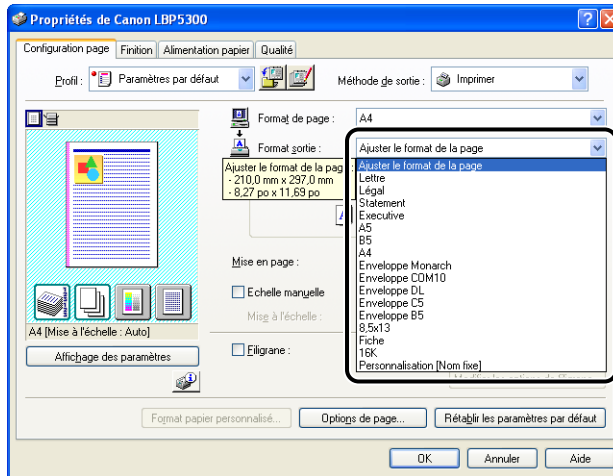 Propriétés de Canon LBP5300
Configuration page Finition Alimentation papier Qualité
Profil : Paramètres par défaut Méthode de sortie : Imprimer
Format de page : A4
Format sortie : Ajuster le format de la page
Ajuster le format de la page
Lettre
Légal
Statement
Executive
A5
B5
A4
Enveloppe Monarch
Enveloppe COM10
Enveloppe DL
Enveloppe C5
Enveloppe B5
8,5x13
Fiche
16K
Personnalisation [Nom fixe]
Ajuster le format de la pag
- 210,0 mm x 297,0 mm
- 8,27 po x 11,69 po
A
Mise en page :
Echelle manuelle
Mise à l'échelle :
A4 [Mise à l'échelle : Auto]
Affichage des paramètres
Filigrane :
Format papier personnalisé... Options de page... Rétablir les paramètres par défaut
OK Annuler Aide